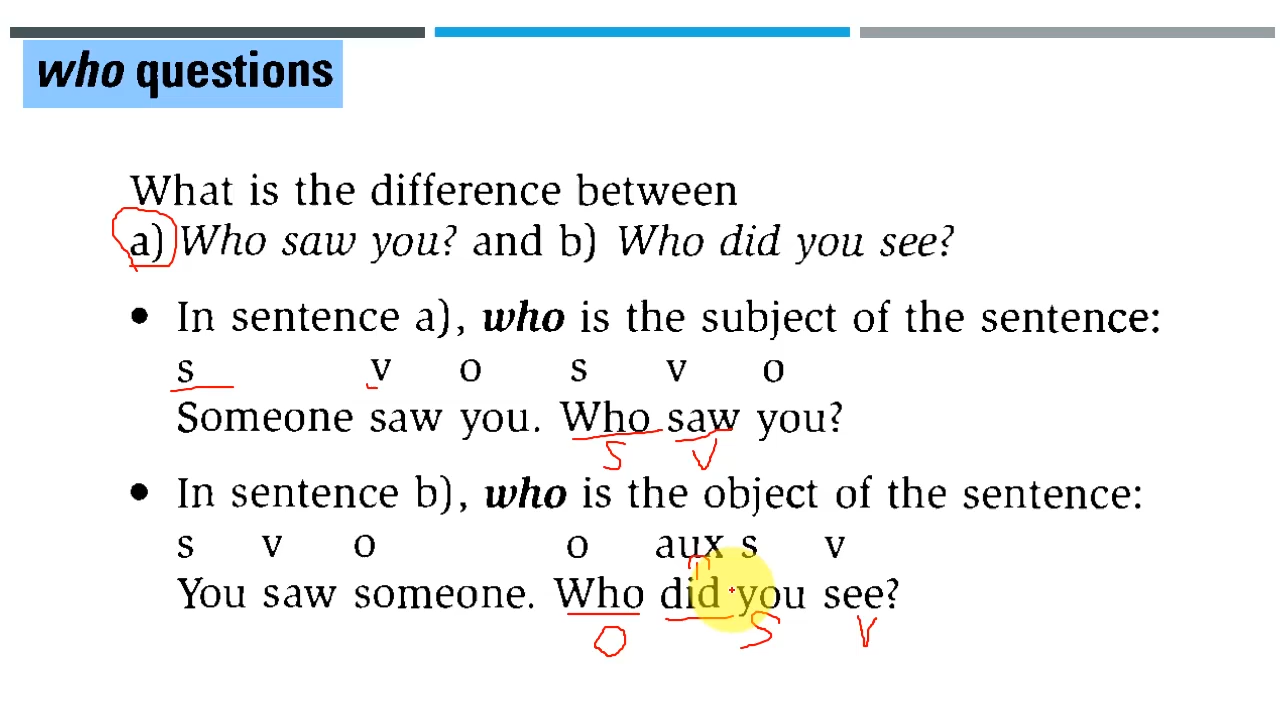 who questions
What is the difference between
a) Who saw you? and b) Who did you see?
• In sentence a), who is the subject of the sentence:
s v o s v o
Someone saw you. Who saw you?
S V
• In sentence b), who is the object of the sentence:
s v o o aux s v
You saw someone. Who did you see?
O S V